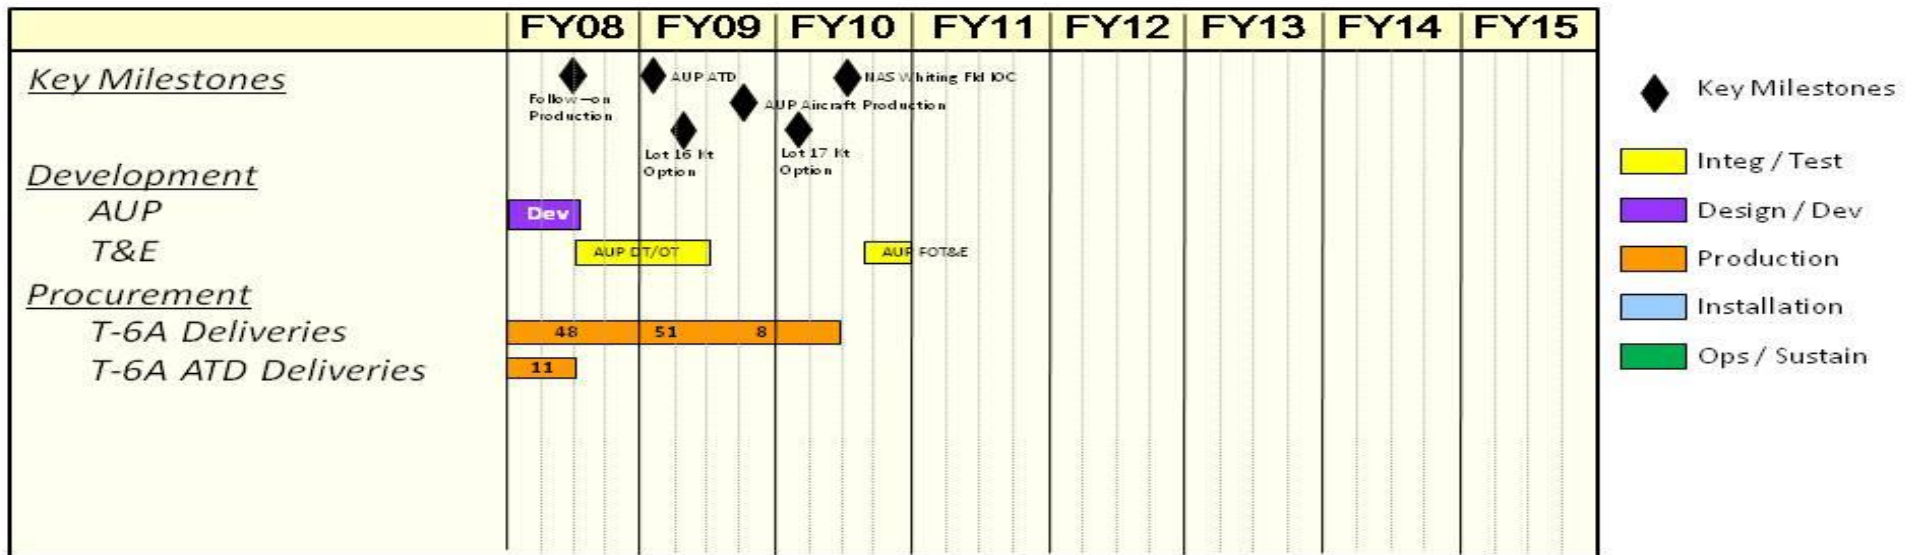 FY08 FY09 FY10 FY11 FY12 FY13 FY14 FY15
Key Milestones
AUP ATD
NAS Whiting Fld IOC
Follow-on
Production
AUP Aircraft Production
Lot 16 Kt
Option
Lot 17 Kt
Option
Development
AUP
Dev
T&E
AUP DT/OT
AUP FOT&E
Procurement
T-6A Deliveries
48 51 8
T-6A ATD Deliveries
11
Key Milestones
Integ / Test
Design / Dev
Production
Installation
Ops / Sustain